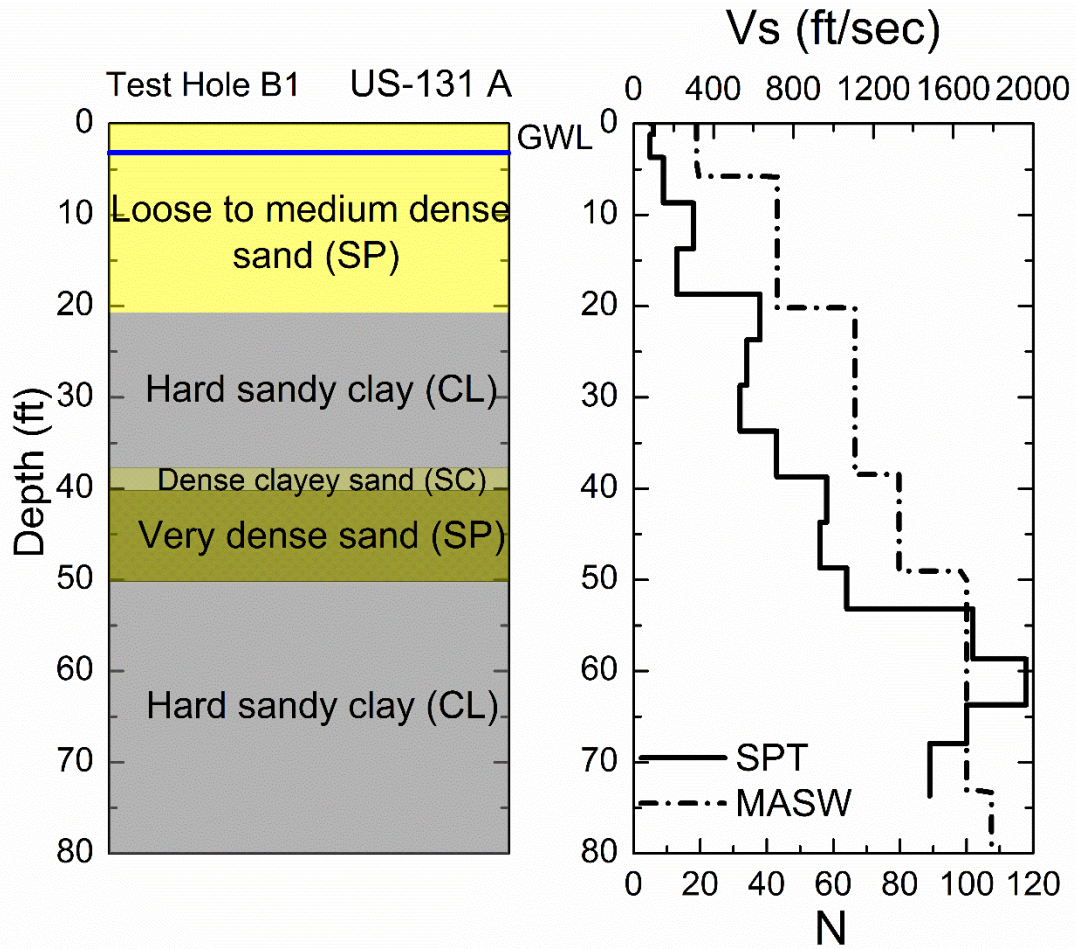 Vs (ft/sec)
Test Hole B1 US-131 A
0 400 800 1200 1600 2000
0
10
20
30
40
50
60
70
80
Depth (ft)
GWL
Loose to medium dense
sand (SP)
Hard sandy clay (CL)
Dense clayey sand (SC)
Very dense sand (SP)
Hard sandy clay (CL)
0
10
20
30
40
50
60
70
80
SPT
MASW
0 20 40 60 80 100 120
N